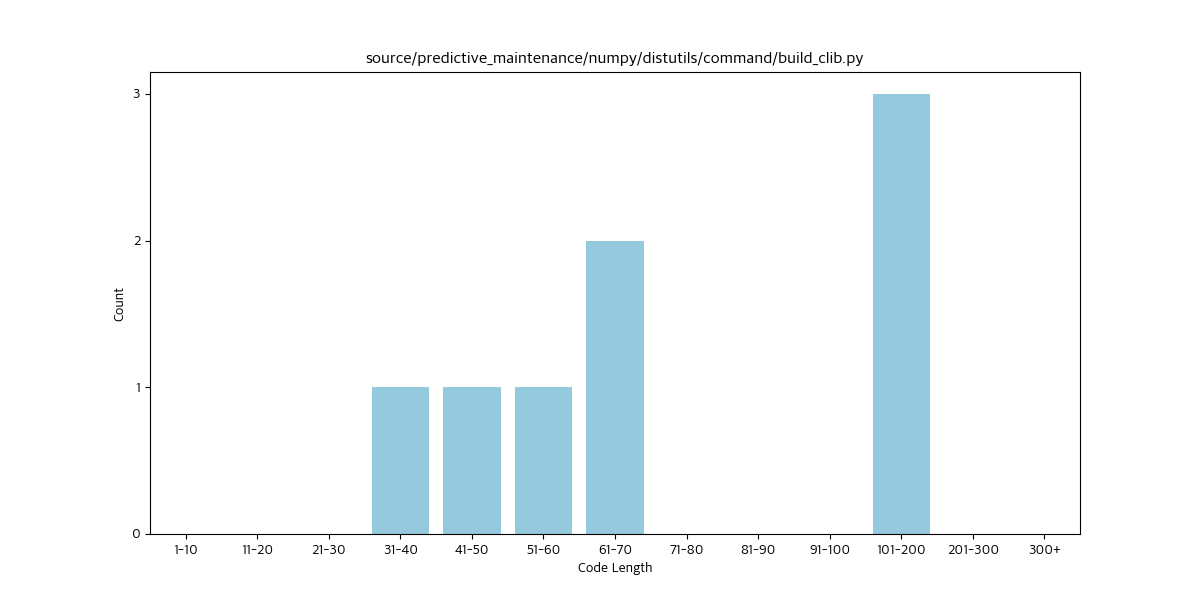 source/predictive_maintenance/numpy/distutils/command/build_clib.py
3
2
1
0
Count
1-10 11-20 21-30 31-40 41-50 51-60 61-70 71-80 81-90 91-100 101-200 201-300 300+
Code Length